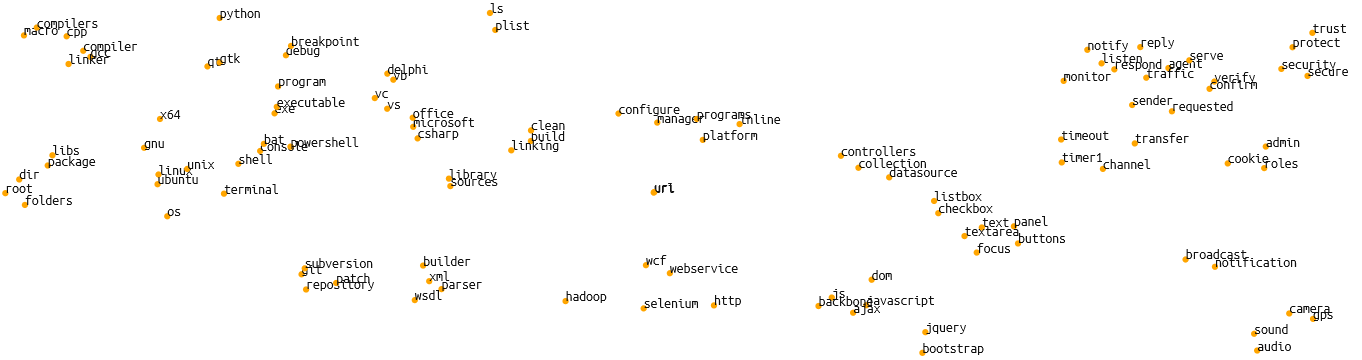 ls
python
compilers
plist
trust
macro
cpp
breakpoint
reply
protect
compiler
debug
notify
gcc
serve
linker
qt
gtk
listen
agent
security
respond
delphi
vb
traffic
secure
program
monitor
verify
confirm
vc
executable
exe
vs
sender
requested
x64
office
configure
programs
microsoft
manager
inline
clean
csharp
build
platform
timeout
bat
powershell
transfer
gnu
console
linking
admin
libs
controllers
package
shell
timer1
cookie
unix
collection
channel
roles
dir
linux
library
datasource
ubuntu
sources
root
terminal
url
folders
listbox
os
checkbox
text
panel
textarea
buttons
focus
broadcast
subversion
builder
wcf
notification
git
webservice
patch
xml
dom
repository
parser
wsdl
hadoop
js
selenium
http
backbone
javascript
ajax
camera
gps
jquery
sound
bootstrap
audio